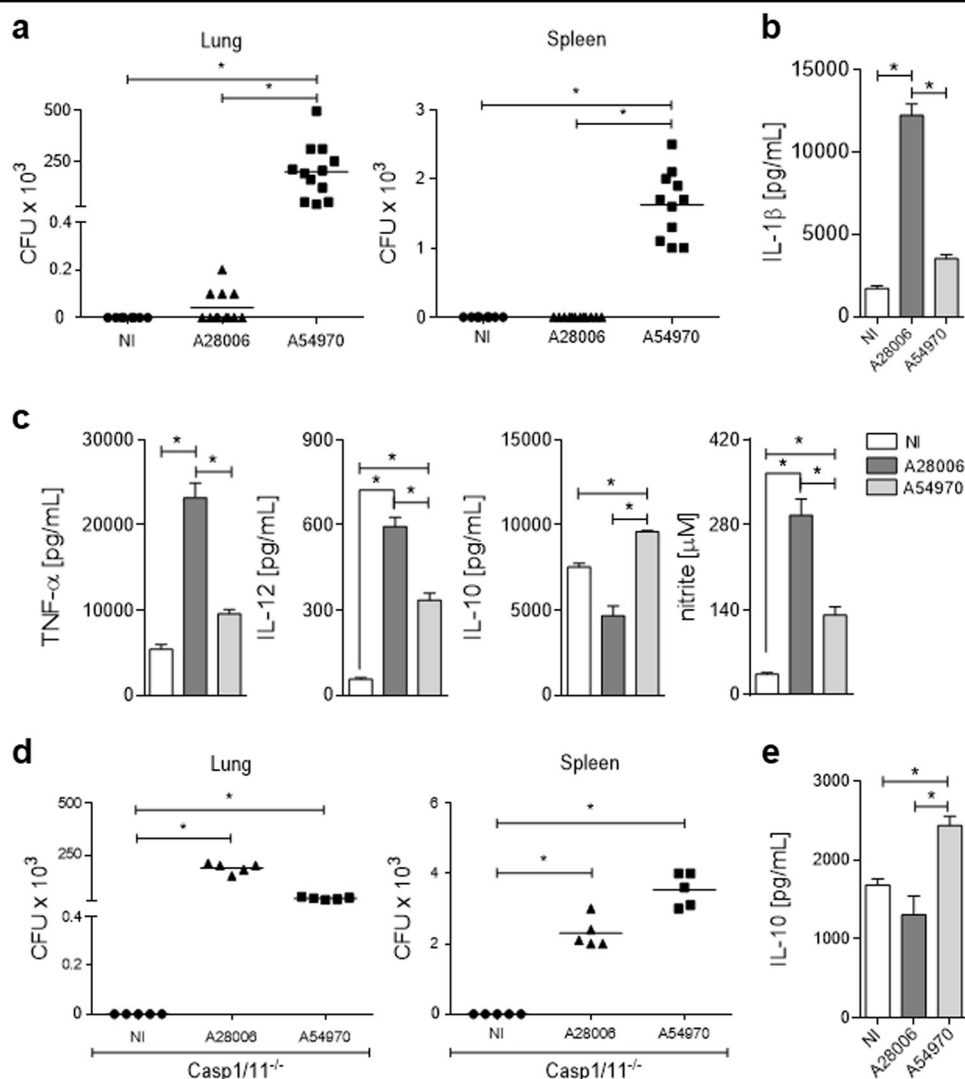 a
Lung
Spleen
b
*
*
*
*
*
*
CFU x 10³
500
250
0.4
0.2
0
NI
A28006
A54970
CFU x 10³
3
2
1
0
NI
A28006
A54970
IL-1β [pg/mL]
15000
10000
5000
0
NI
A28006
A54970
c
TNF-α [pg/mL]
30000
20000
10000
0
*
*
IL-12 [pg/mL]
900
600
300
0
*
*
*
IL-10 [pg/mL]
15000
10000
5000
0
*
*
nitrite [μM]
420
280
140
0
*
*
*
NI
A28006
A54970
d
Lung
Spleen
e
CFU x 10³
500
250
0.4
0.2
0
*
*
NI
A28006
A54970
Casp1/11⁻/⁻
CFU x 10³
6
4
2
0
*
*
NI
A28006
A54970
Casp1/11⁻/⁻
IL-10 [pg/mL]
3000
2000
1000
0
*
*
NI
A28006
A54970